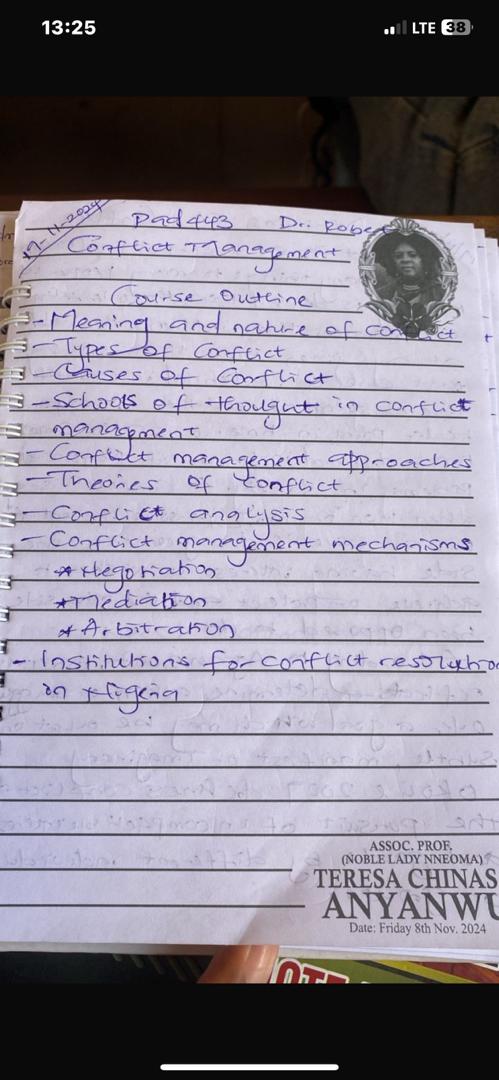 13:25
LTE 38
17-11-2024
Pad 443 Dr. Robert
Conflict Management
Course Outline
- Meaning and nature of conflict
- Types of Conflict
- Causes of Conflict
- Schools of thought in conflict
management
- Conflict management approaches
- Theories of conflict
- Conflict analysis
- Conflict management mechanisms
* Negotiation
* Mediation
* Arbitration
- Institutions for conflict resolution
in Nigeria
ASSOC. PROF.
(NOBLE LADY NNEOMA)
TERESA CHINAS
ANYANWU
Date: Friday 8th Nov. 2024